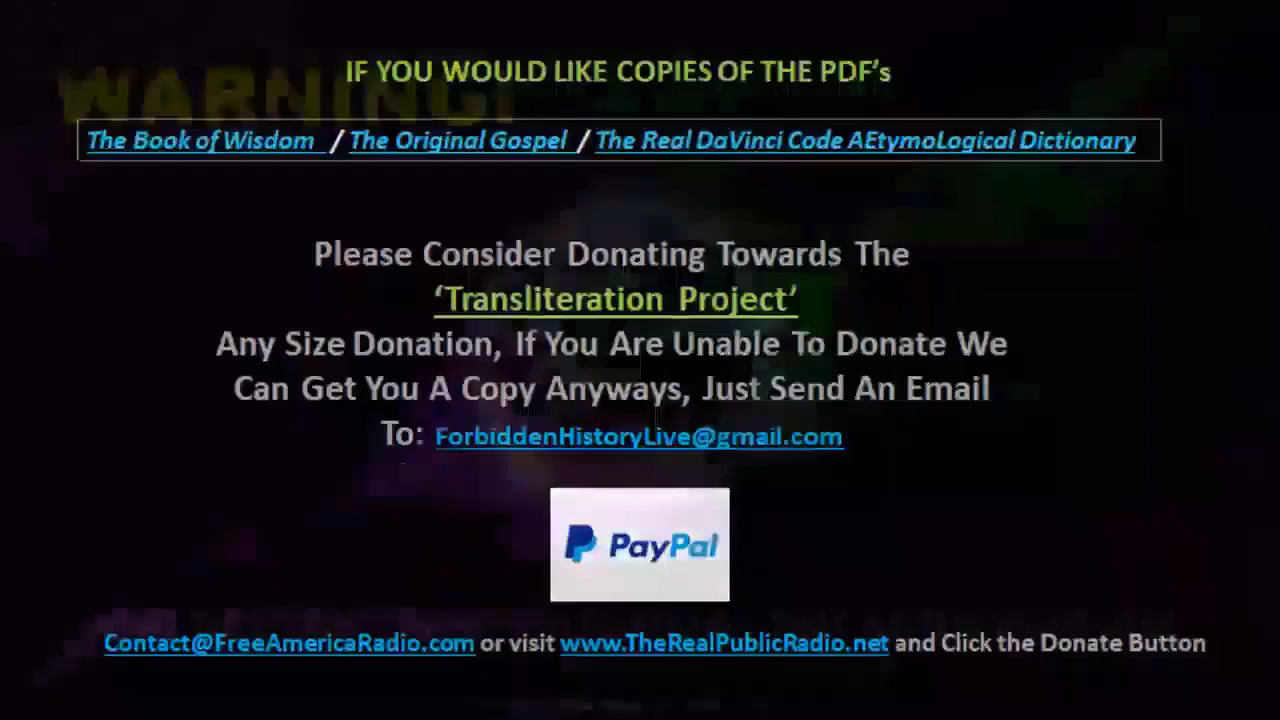 IF YOU WOULD LIKE COPIES OF THE PDF's
WARNING!
The Book of Wisdom / The Original Gospel / The Real DaVinci Code AEtymoLogical Dictionary
Please Consider Donating Towards The
‘Transliteration Project’
Any Size Donation, If You Are Unable To Donate We
Can Get You A Copy Anyways, Just Send An Email
To: ForbiddenHistoryLive@gmail.com
PayPal
Contact@FreeAmericaRadio.com or visit www.TheRealPublicRadio.net and Click the Donate Button